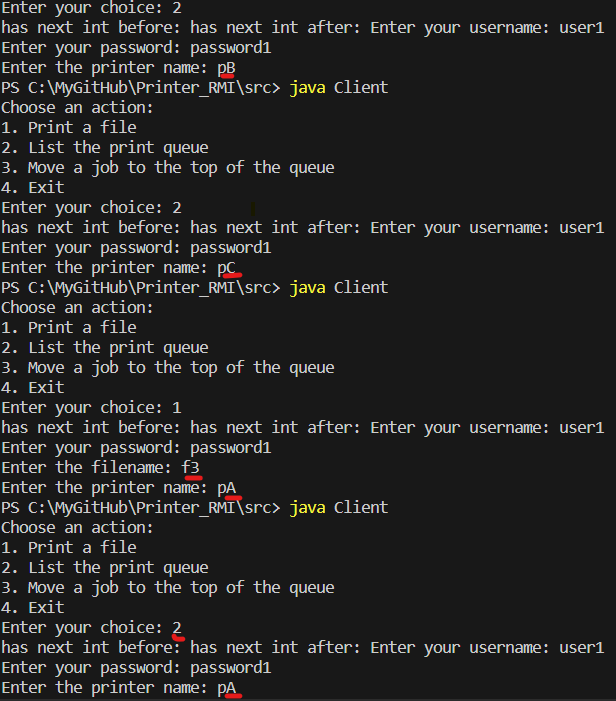 Enter your choice: 2
has next int before: has next int after: Enter your username: user1
Enter your password: password1
Enter the printer name: pB
PS C:\MyGitHub\Printer_RMI\src> java Client
Choose an action:
1. Print a file
2. List the print queue
3. Move a job to the top of the queue
4. Exit
Enter your choice: 2
has next int before: has next int after: Enter your username: user1
Enter your password: password1
Enter the printer name: pC
PS C:\MyGitHub\Printer_RMI\src> java Client
Choose an action:
1. Print a file
2. List the print queue
3. Move a job to the top of the queue
4. Exit
Enter your choice: 1
has next int before: has next int after: Enter your username: user1
Enter your password: password1
Enter the filename: f3
Enter the printer name: pA
PS C:\MyGitHub\Printer_RMI\src> java Client
Choose an action:
1. Print a file
2. List the print queue
3. Move a job to the top of the queue
4. Exit
Enter your choice: 2
has next int before: has next int after: Enter your username: user1
Enter your password: password1
Enter the printer name: pA